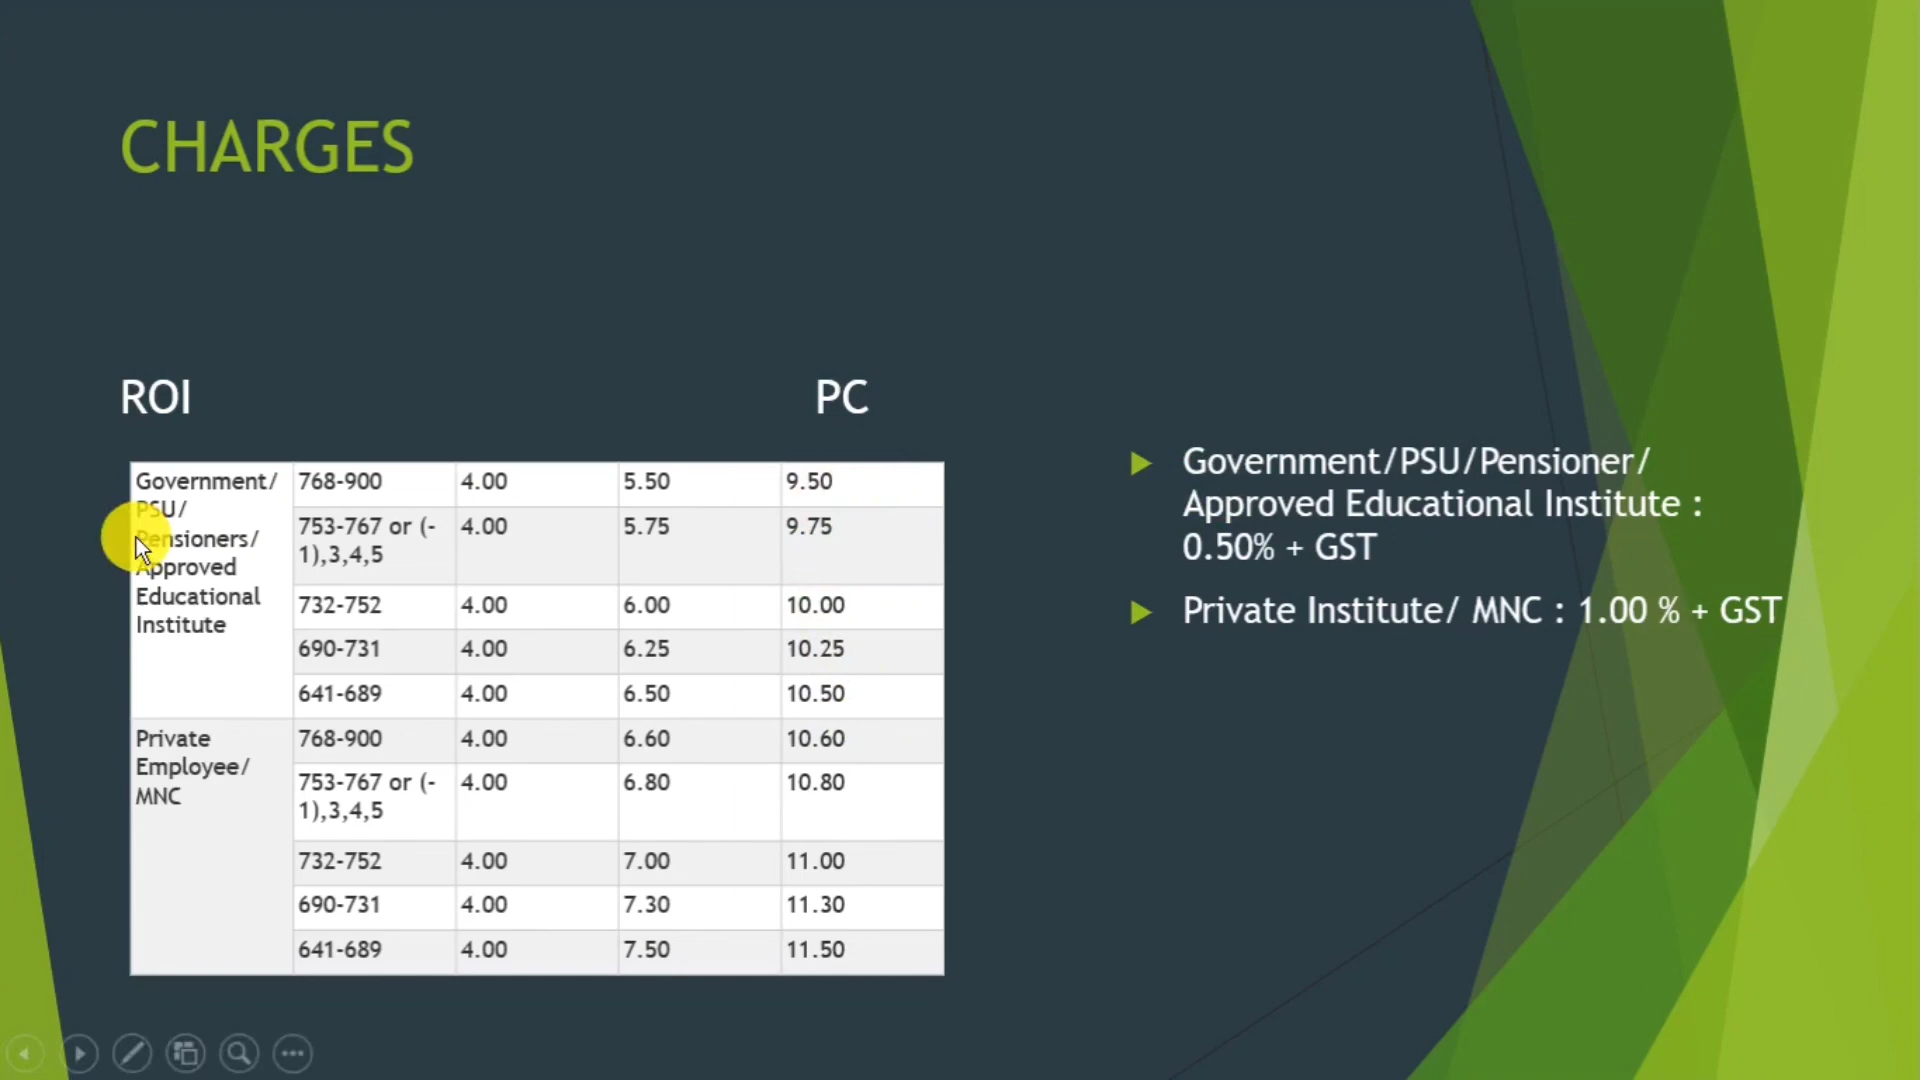 CHARGES
ROI
PC
Government/ 768-900 4.00 5.50 9.50
PSU/
Pensioners/ 753-767 or (- 4.00 5.75 9.75
1),3,4,5
Approved
Educational 732-752 4.00 6.00 10.00
Institute
690-731 4.00 6.25 10.25
641-689 4.00 6.50 10.50
Private 768-900 4.00 6.60 10.60
Employee/
MNC
753-767 or (- 4.00 6.80 10.80
1),3,4,5
732-752 4.00 7.00 11.00
690-731 4.00 7.30 11.30
641-689 4.00 7.50 11.50
Government/PSU/Pensioner/
Approved Educational Institute :
0.50% + GST
Private Institute/ MNC : 1.00 % + GST